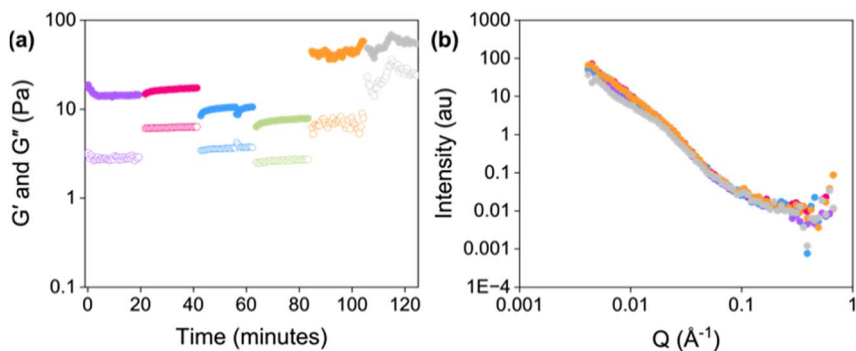 (a)
100
10
1
0.1
G′ and G″ (Pa)
0 20 40 60 80 100 120
Time (minutes)
(b)
1000
100
10
1
0.1
0.01
0.001
1E−4
Intensity (au)
0.001 0.01 0.1 1
Q (Å⁻¹)